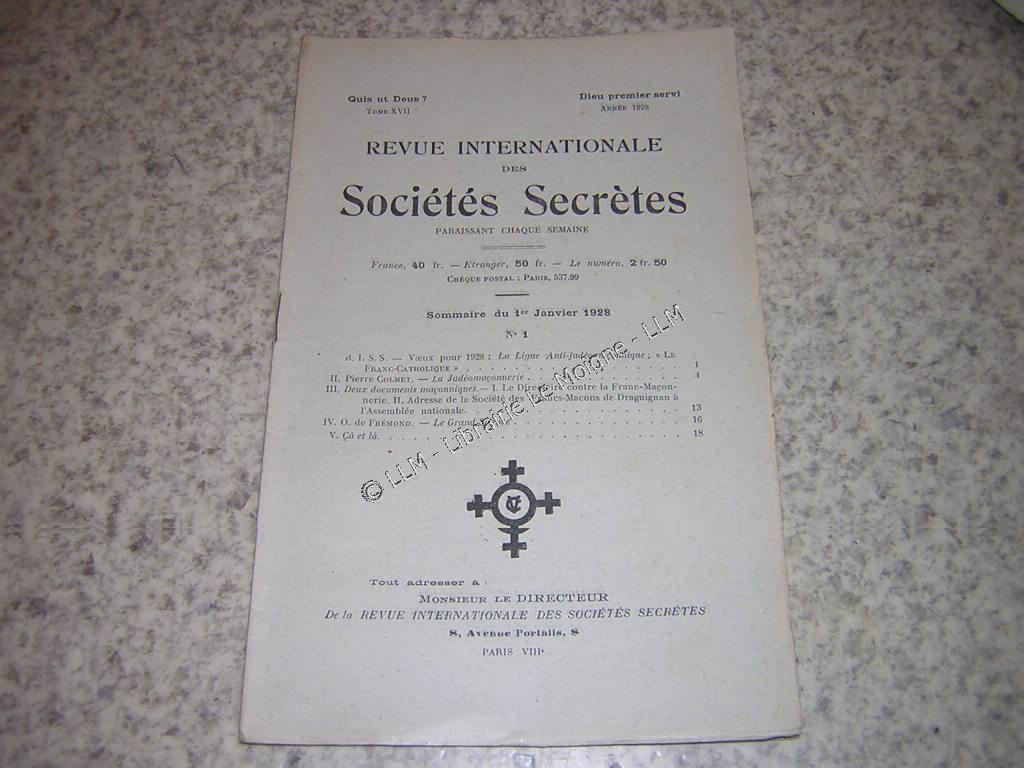 Quis ut Deus ?
Dieu premier servi
TOME XVII
ANNÉE 1928
REVUE INTERNATIONALE
DES
Sociétés Secrètes
PARAISSANT CHAQUE SEMAINE
France, 40 fr. — Etranger, 50 fr. — Le numéro, 2 fr. 50
CHÈQUE POSTAL : PARIS, 537.99
Sommaire du 1er Janvier 1928
N° 1
R. I. S. S. — Vœux pour 1928 : La Ligue Anti-judéomaçonnique ; « LE
FRANC-CATHOLIQUE » . . . . . 1
II. Pierre COLMET. — La Judéomaçonnerie . . . . . 4
III. Deux documents maçonniques. — I. Le Directoire contre la Franc-Maçon-
nerie. II, Adresse de la Société des Francs-Macons de Draguignan à
l'Assemblée nationale. . . . . 13
IV. O. de FRÉMOND. — Le Grand . . . . . 16
V. Çà et là. . . . . 18
© LLM - Librairie Le Moigne - LLM
Tout adresser à :
MONSIEUR LE DIRECTEUR
De la REVUE INTERNATIONALE DES SOCIÉTÉS SECRÈTES
8, Avenue Portalis, 8
PARIS VIIIe